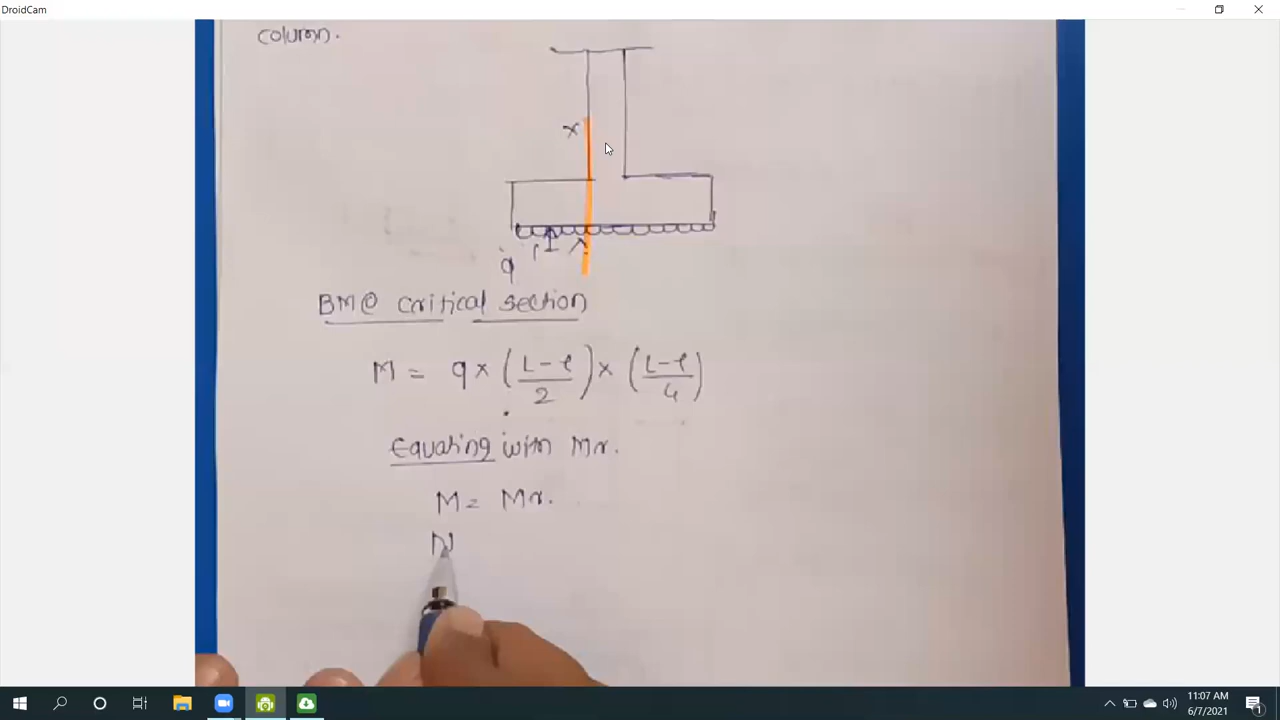 DroidCam
column.
x
q
BM@ critical section
M = q x (L-l/2) x (L-l/4)
Equating with Mr.
M = Mr.
M
11:07 AM
6/7/2021